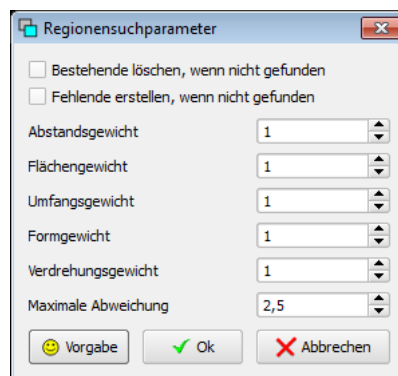 Regionensuchparameter
Bestehende löschen, wenn nicht gefunden
Fehlende erstellen, wenn nicht gefunden
Abstandsgewicht 1
Flächengewicht 1
Umfangsgewicht 1
Formgewicht 1
Verdrehungsgewicht 1
Maximale Abweichung 2,5
Vorgabe Ok Abbrechen